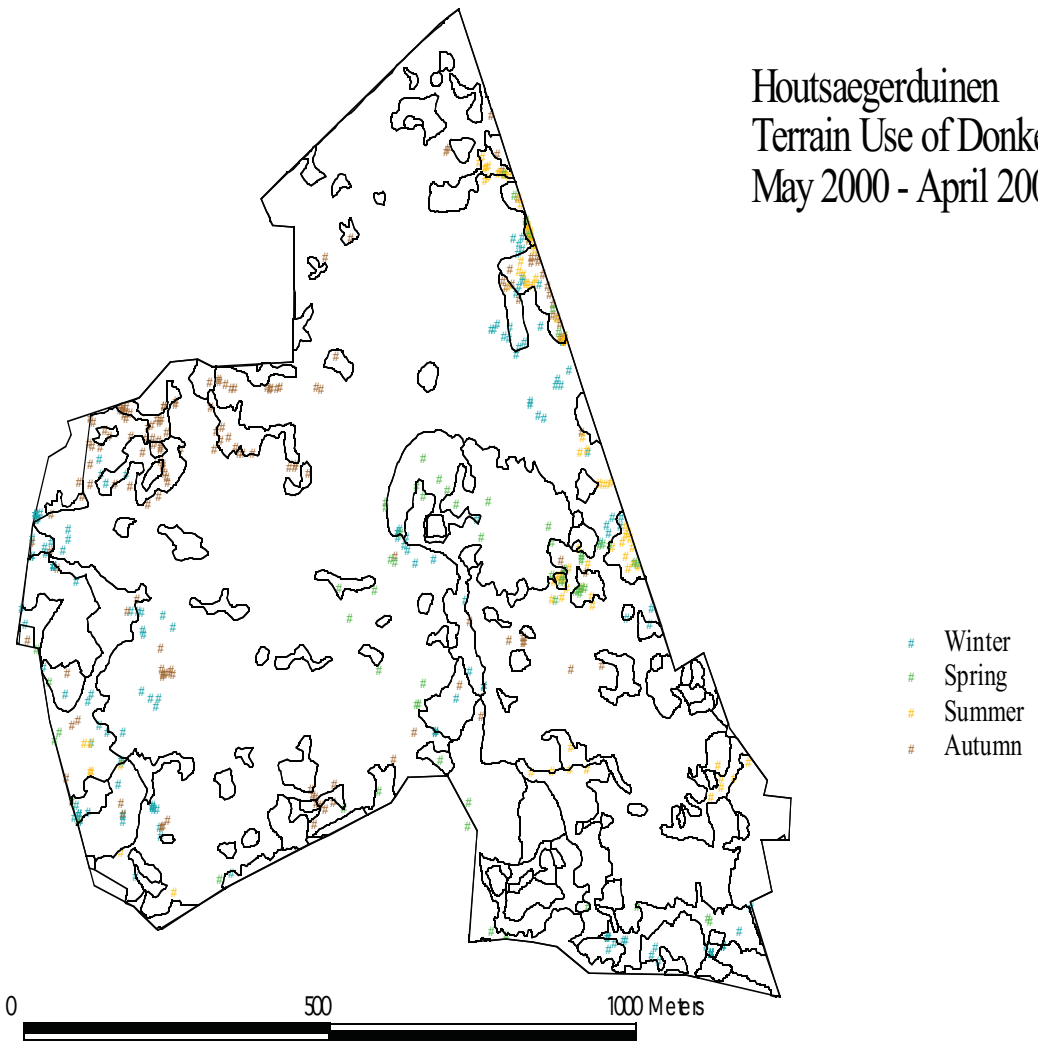 Houtsaegerduinen
Terrain Use of Donke
May 2000 - April 200
# Winter
# Spring
# Summer
# Autumn
0 500 1000 Meters